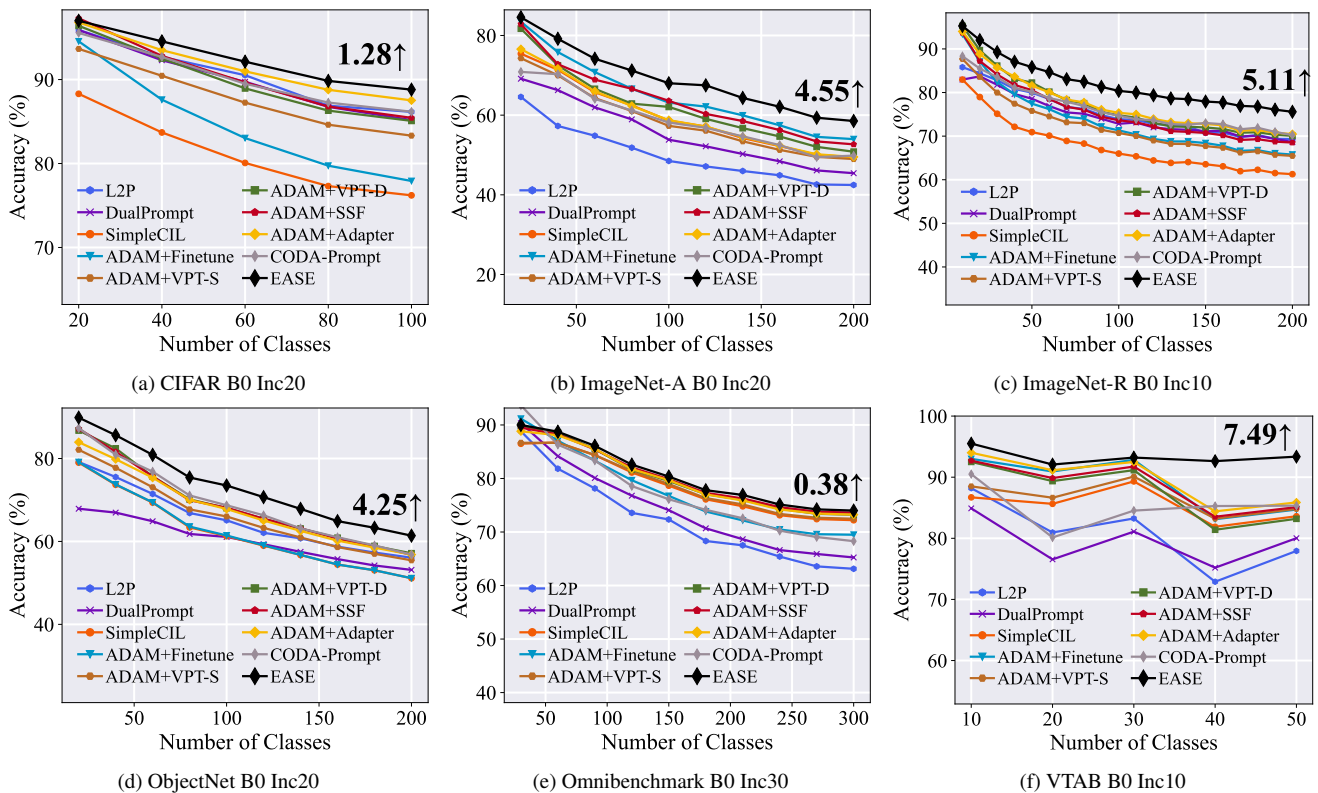 1.28↑
Accuracy (%)
90
80
70
L2P
DualPrompt
SimpleCIL
ADAM+Finetune
ADAM+VPT-S
ADAM+VPT-D
ADAM+SSF
ADAM+Adapter
CODA-Prompt
EASE
20 40 60 80 100
Number of Classes
(a) CIFAR B0 Inc20
4.55↑
Accuracy (%)
80
60
40
20
L2P
DualPrompt
SimpleCIL
ADAM+Finetune
ADAM+VPT-S
ADAM+VPT-D
ADAM+SSF
ADAM+Adapter
CODA-Prompt
EASE
50 100 150 200
Number of Classes
(b) ImageNet-A B0 Inc20
5.11↑
Accuracy (%)
90
80
70
60
40
L2P
DualPrompt
SimpleCIL
ADAM+Finetune
ADAM+VPT-S
ADAM+VPT-D
ADAM+SSF
ADAM+Adapter
CODA-Prompt
EASE
50 100 150 200
Number of Classes
(c) ImageNet-R B0 Inc10
4.25↑
Accuracy (%)
80
60
40
L2P
DualPrompt
SimpleCIL
ADAM+Finetune
ADAM+VPT-S
ADAM+VPT-D
ADAM+SSF
ADAM+Adapter
CODA-Prompt
EASE
50 100 150 200
Number of Classes
(d) ObjectNet B0 Inc20
0.38↑
Accuracy (%)
90
80
70
60
50
40
L2P
DualPrompt
SimpleCIL
ADAM+Finetune
ADAM+VPT-S
ADAM+VPT-D
ADAM+SSF
ADAM+Adapter
CODA-Prompt
EASE
50 100 150 200 250 300
Number of Classes
(e) Omnibenchmark B0 Inc30
7.49↑
Accuracy (%)
100
90
80
70
60
L2P
DualPrompt
SimpleCIL
ADAM+Finetune
ADAM+VPT-S
ADAM+VPT-D
ADAM+SSF
ADAM+Adapter
CODA-Prompt
EASE
10 20 30 40 50
Number of Classes
(f) VTAB B0 Inc10